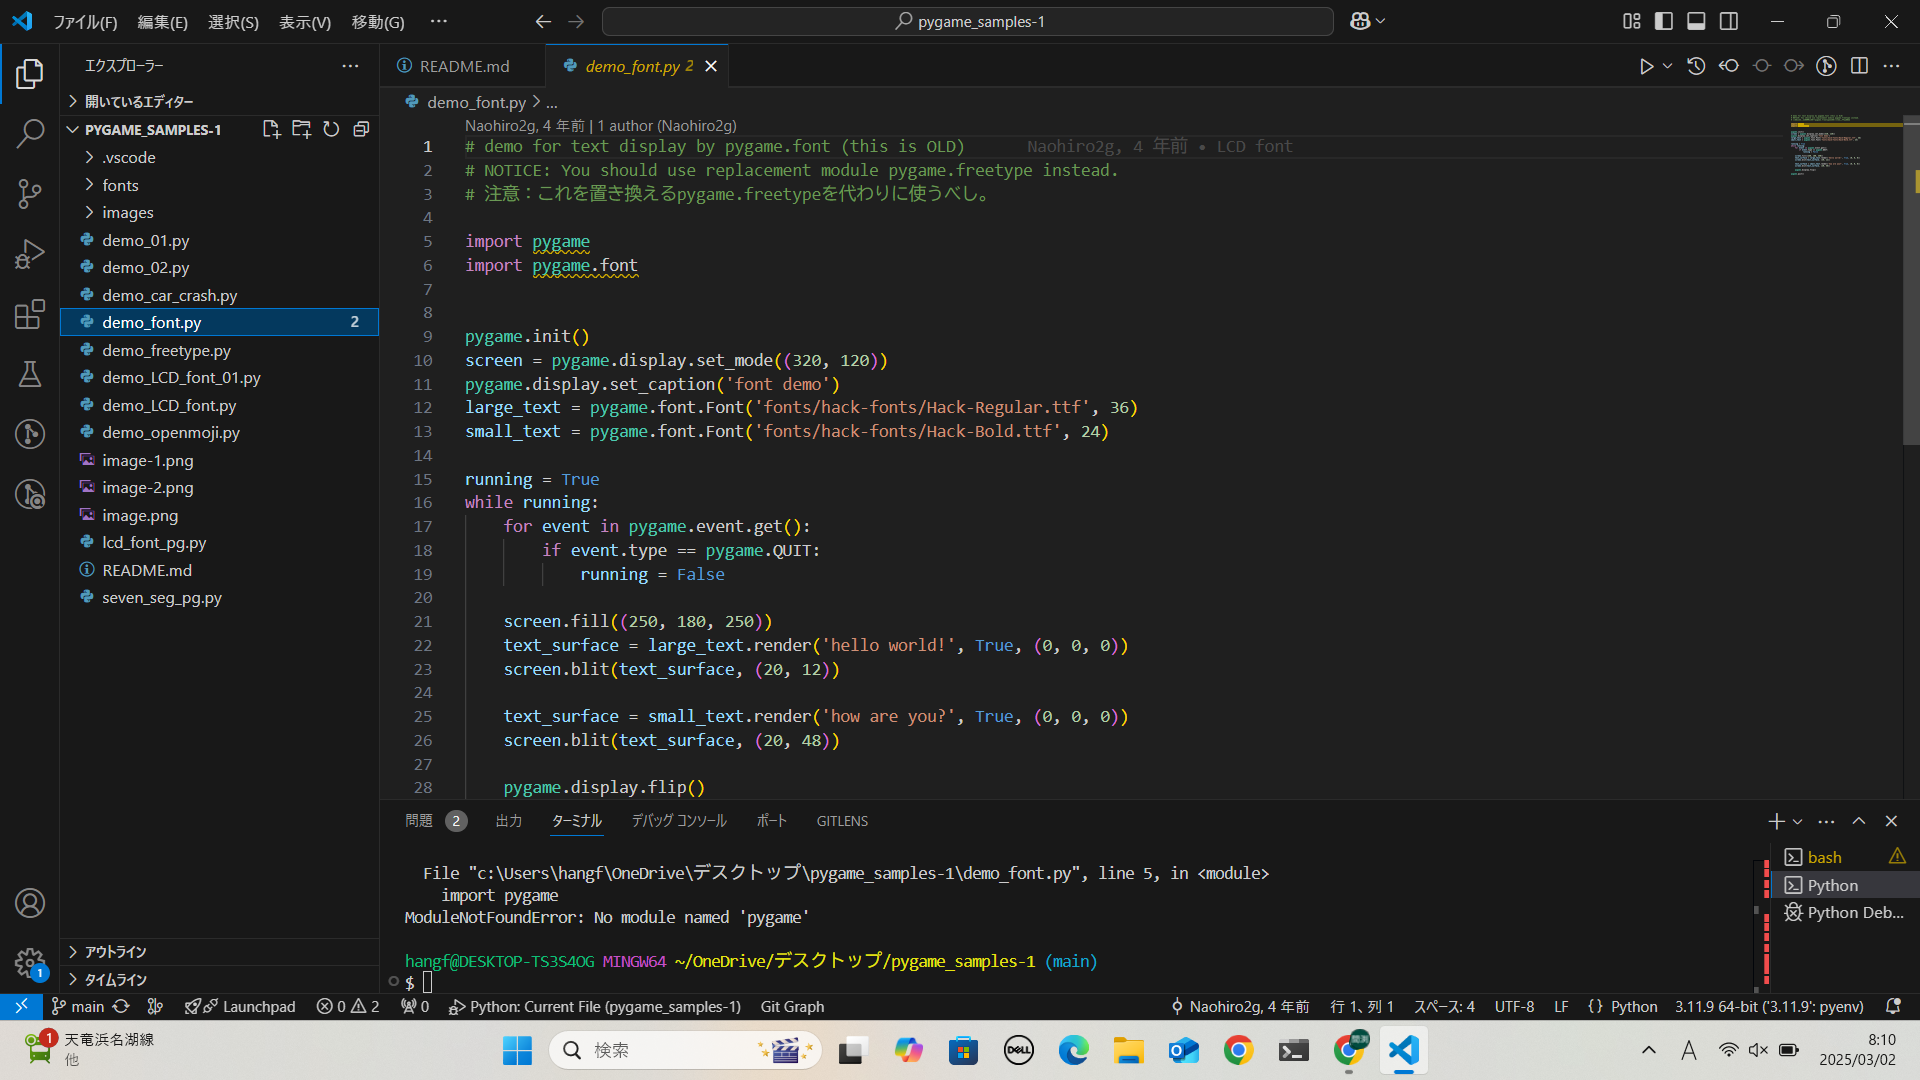 ファイル(F) 編集(E) 選択(S) 表示(V) 移動(G) ··· pygame_samples-1
エクスプローラー
開いているエディター
PYGAME_SAMPLES-1
.vscode
fonts
images
demo_01.py
demo_02.py
demo_car_crash.py
demo_font.py 2
demo_freetype.py
demo_LCD_font_01.py
demo_LCD_font.py
demo_openmoji.py
image-1.png
image-2.png
image.png
lcd_font_pg.py
README.md
seven_seg_pg.py
アウトライン
タイムライン
README.md demo_font.py 2
demo_font.py > ...
Naohiro2g, 4 年前 | 1 author (Naohiro2g)
1 # demo for text display by pygame.font (this is OLD) Naohiro2g, 4 年前 • LCD font
2 # NOTICE: You should use replacement module pygame.freetype instead.
3 # 注意：これを置き換えるpygame.freetypeを代わりに使うべし。
4
5 import pygame
6 import pygame.font
7
8
9 pygame.init()
10 screen = pygame.display.set_mode((320, 120))
11 pygame.display.set_caption('font demo')
12 large_text = pygame.font.Font('fonts/hack-fonts/Hack-Regular.ttf', 36)
13 small_text = pygame.font.Font('fonts/hack-fonts/Hack-Bold.ttf', 24)
14
15 running = True
16 while running:
17 for event in pygame.event.get():
18 if event.type == pygame.QUIT:
19 running = False
20
21 screen.fill((250, 180, 250))
22 text_surface = large_text.render('hello world!', True, (0, 0, 0))
23 screen.blit(text_surface, (20, 12))
24
25 text_surface = small_text.render('how are you?', True, (0, 0, 0))
26 screen.blit(text_surface, (20, 48))
27
28 pygame.display.flip()
問題 2 出力 ターミナル デバッグ コンソール ポート GITLENS
File "c:\Users\hangf\OneDrive\デスクトップ\pygame_samples-1\demo_font.py", line 5, in <module>
import pygame
ModuleNotFoundError: No module named 'pygame'
hangf@DESKTOP-TS3S4OG MINGW64 ~/OneDrive/デスクトップ/pygame_samples-1 (main)
$
bash
Python
Python Deb...
1
main Launchpad 0 2 0 Python: Current File (pygame_samples-1) Git Graph Naohiro2g, 4 年前 行 1、列 1 スペース: 4 UTF-8 LF {} Python 3.11.9 64-bit ('3.11.9': pyenv)
1 天竜浜名湖線
他
検索
DELL
A
8:10
2025/03/02